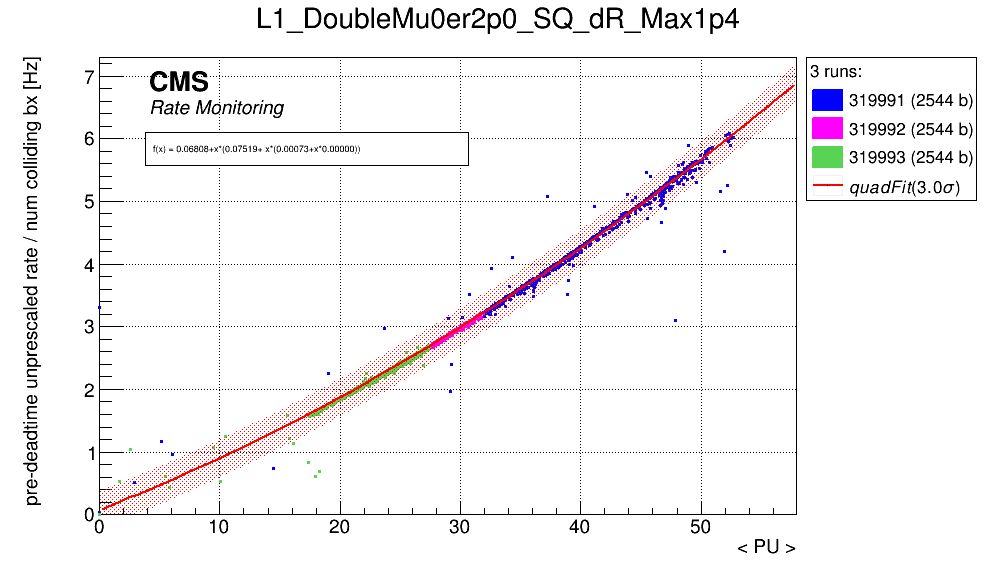 L1_DoubleMu0er2p0_SQ_dR_Max1p4
pre-deadtime unprescaled rate / num colliding bx [Hz]
CMS
Rate Monitoring
f(x) = 0.06808+x*(0.07519+ x*(0.00073+x*0.00000))
7
6
5
4
3
2
1
0
0 10 20 30 40 50
< PU >
3 runs:
319991 (2544 b)
319992 (2544 b)
319993 (2544 b)
quadFit(3.0σ)